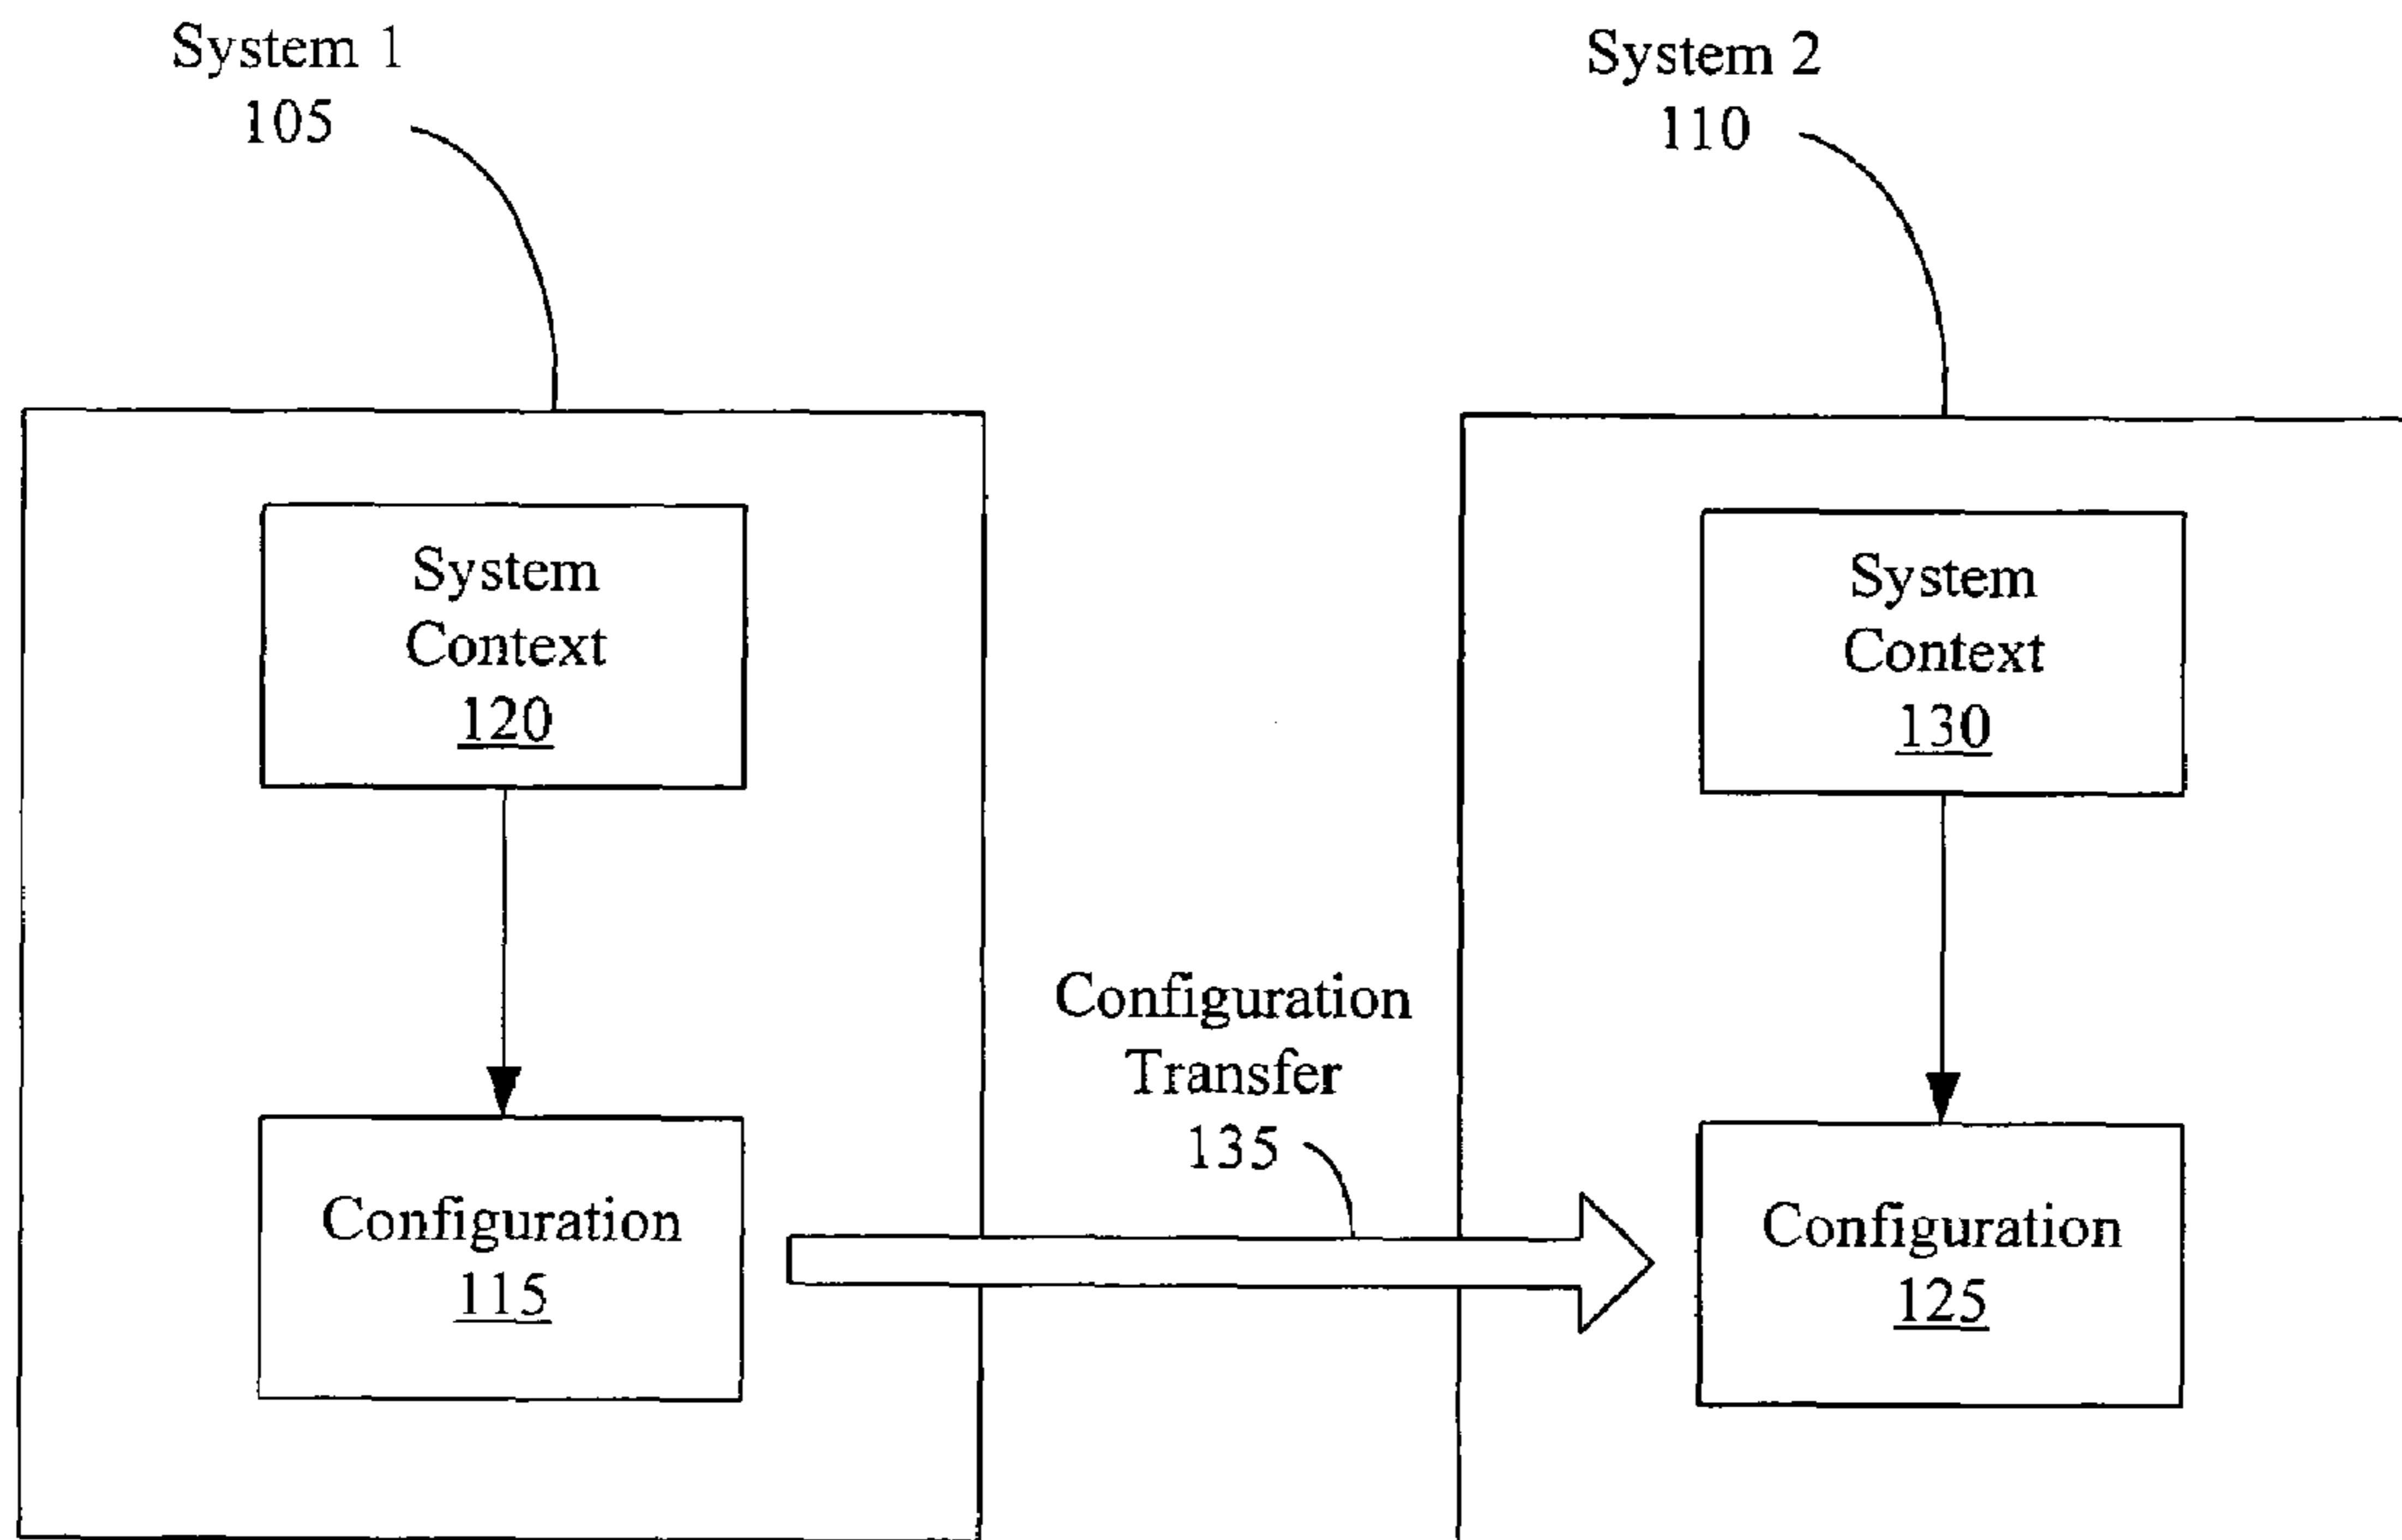 System 1
105
System 2
110
System
Context
120
System
Context
130
Configuration
Transfer
135
Configuration
115
Configuration
125